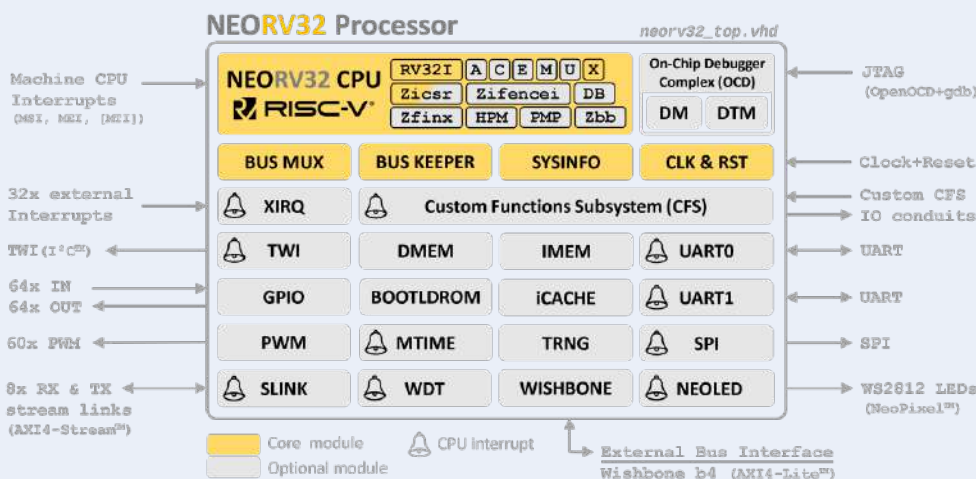 NEORV32 Processor
neorv32_top.vhd
NEORV32 CPU
RISC-V®
RV32I A C E M U X
Zicsr Zifencei DB
Zfinx HPM PMP Zbb
On-Chip Debugger
Complex (OCD)
DM DTM
Machine CPU
Interrupts
(MSI, MEI, [MTI])
JTAG
(OpenOCD+gdb)
BUS MUX BUS KEEPER SYSINFO CLK & RST
Clock+Reset
32x external
Interrupts
XIRQ Custom Functions Subsystem (CFS)
Custom CFS
IO conduits
TWI(I²C™)
TWI DMEM IMEM UART0
UART
64x IN
64x OUT
GPIO BOOTLDROM iCACHE UART1
UART
60x PWM
PWM MTIME TRNG SPI
SPI
8x RX & TX
stream links
(AXI4-Stream™)
SLINK WDT WISHBONE NEOLED
WS2812 LEDs
(NeoPixel™)
Core module
Optional module
CPU interrupt
External Bus Interface
Wishbone b4 (AXI4-Lite™)